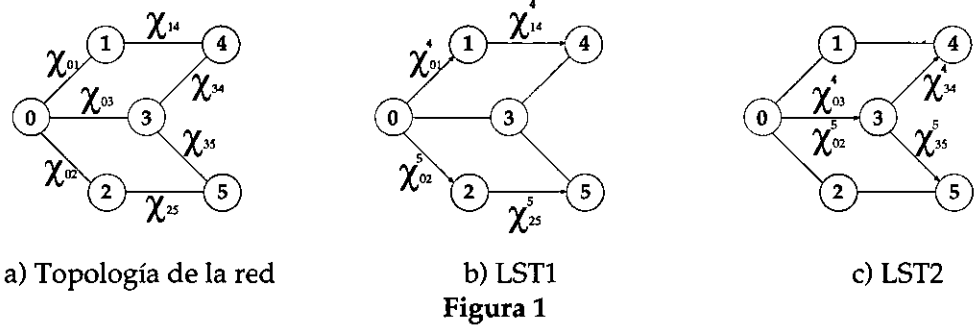 χ01 χ14 χ03 χ34 χ02 χ35 χ25
0 1 2 3 4 5
a) Topología de la red
χ⁴01 χ⁴14 χ⁵02 χ⁵25
0 1 2 3 4 5
b) LST1
χ⁴03 χ⁵02 χ⁴34 χ⁵35
0 1 2 3 4 5
c) LST2
Figura 1